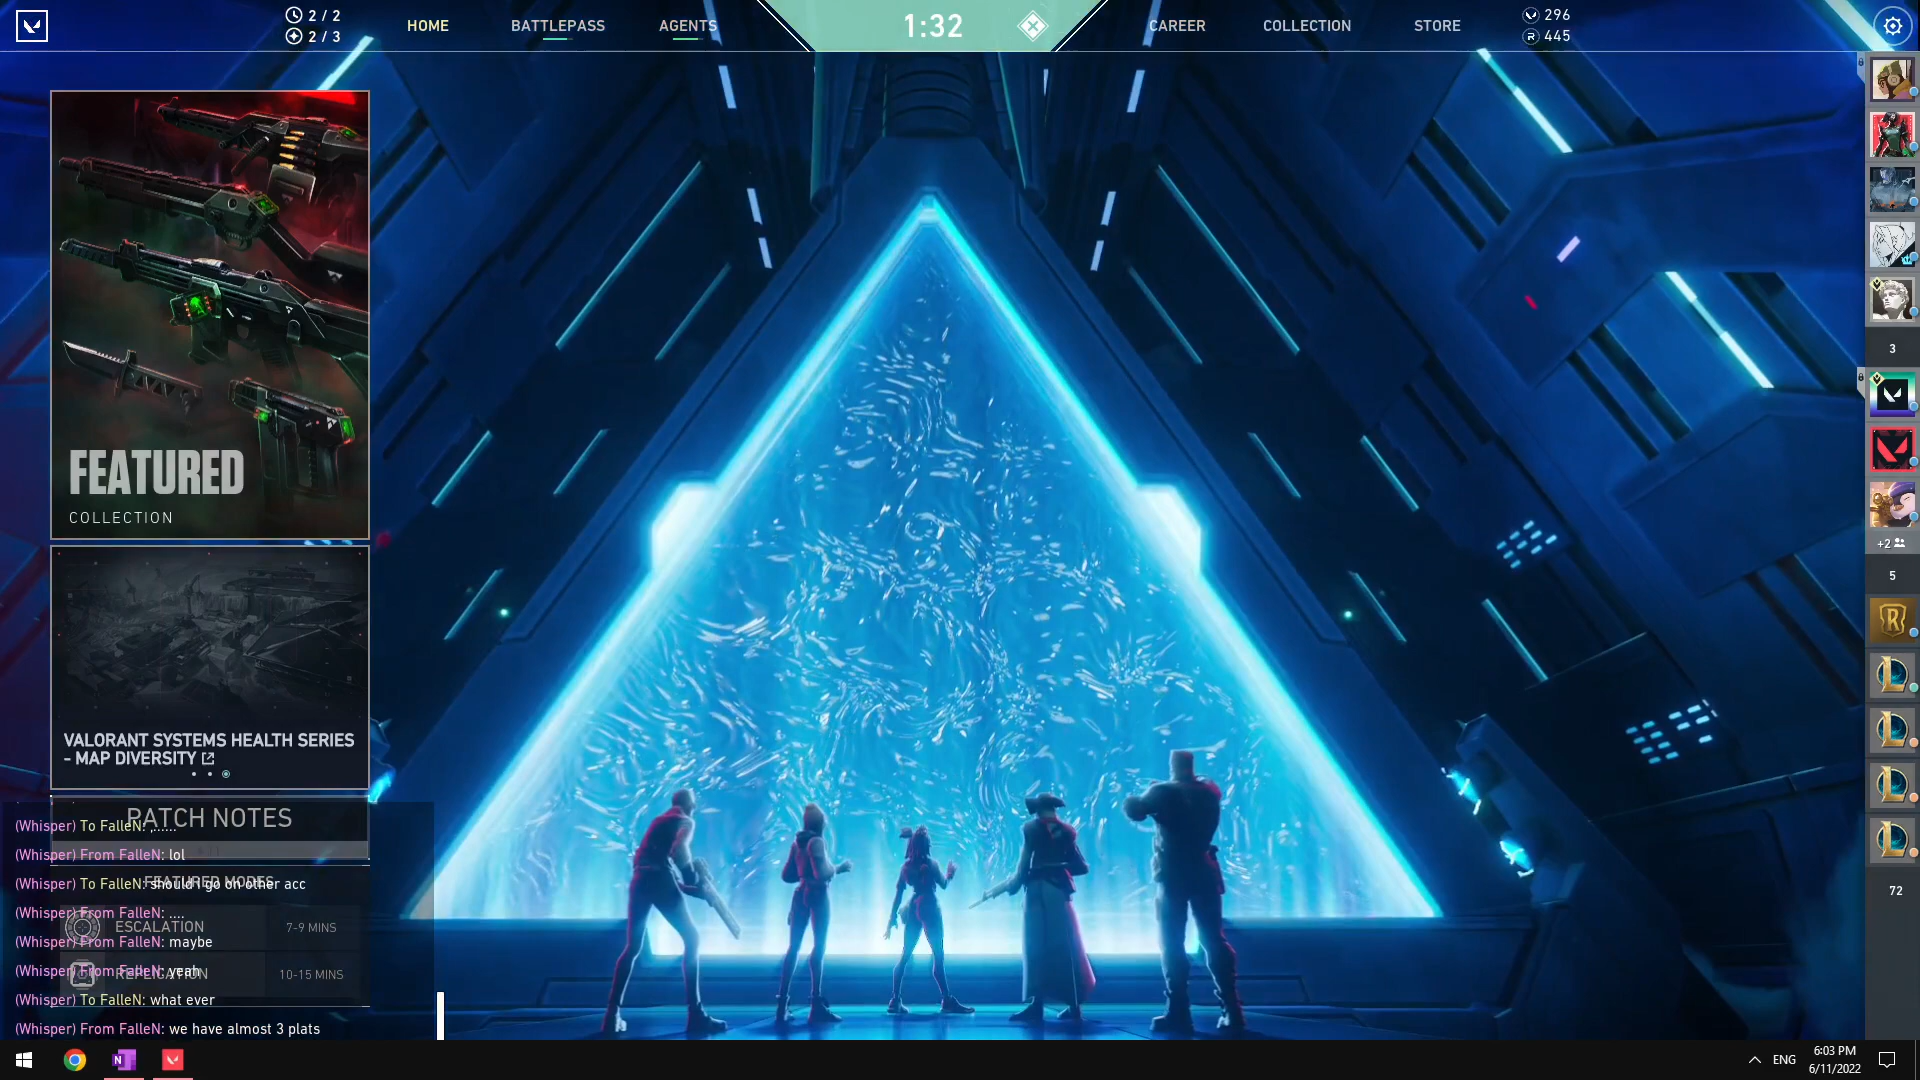 2 / 2
2 / 3
HOME
BATTLEPASS
AGENTS
1:32
CAREER
COLLECTION
STORE
296
445
FEATURED
COLLECTION
VALORANT SYSTEMS HEALTH SERIES
- MAP DIVERSITY
PATCH NOTES
(Whisper) To FalleN: ,......
(Whisper) From FalleN: lol
FEATURED MODES
(Whisper) To FalleN: should i go on other acc
(Whisper) From FalleN: ....
ESCALATION
7-9 MINS
(Whisper) From FalleN: maybe
(Whisper) From FalleN: yeah
REPLICATION
10-15 MINS
(Whisper) To FalleN: what ever
(Whisper) From FalleN: we have almost 3 plats
3
+2
5
R
L
L
L
L
72
N
ENG
6:03 PM
6/11/2022